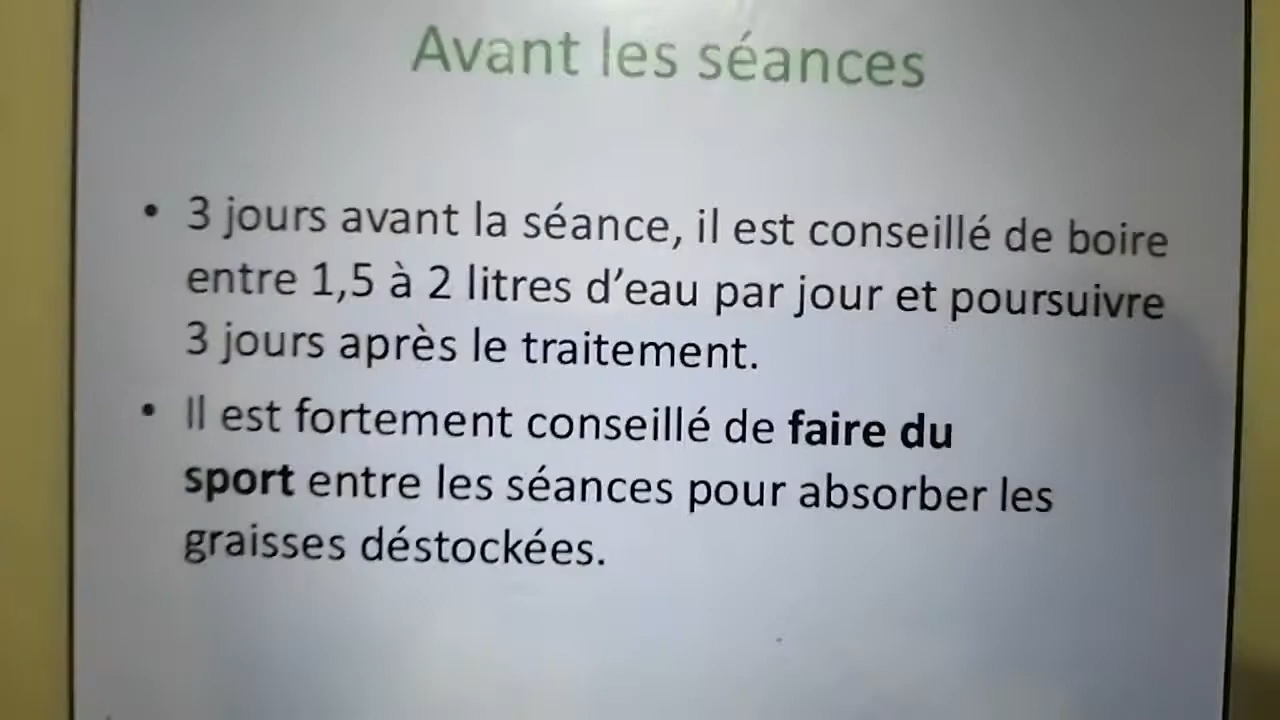 Avant les séances
• 3 jours avant la séance, il est conseillé de boire
entre 1,5 à 2 litres d’eau par jour et poursuivre
3 jours après le traitement.
• Il est fortement conseillé de faire du
sport entre les séances pour absorber les
graisses déstockées.